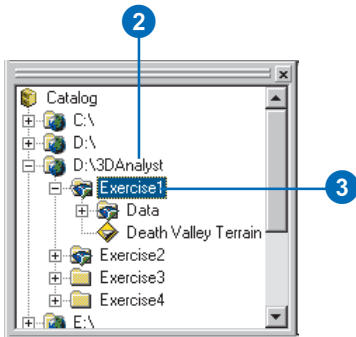 2
Catalog
C:\
D:\
D:\3DAnalyst
Exercise1
3
Data
Death Valley Terrain
Exercise2
Exercise3
Exercise4
E:\